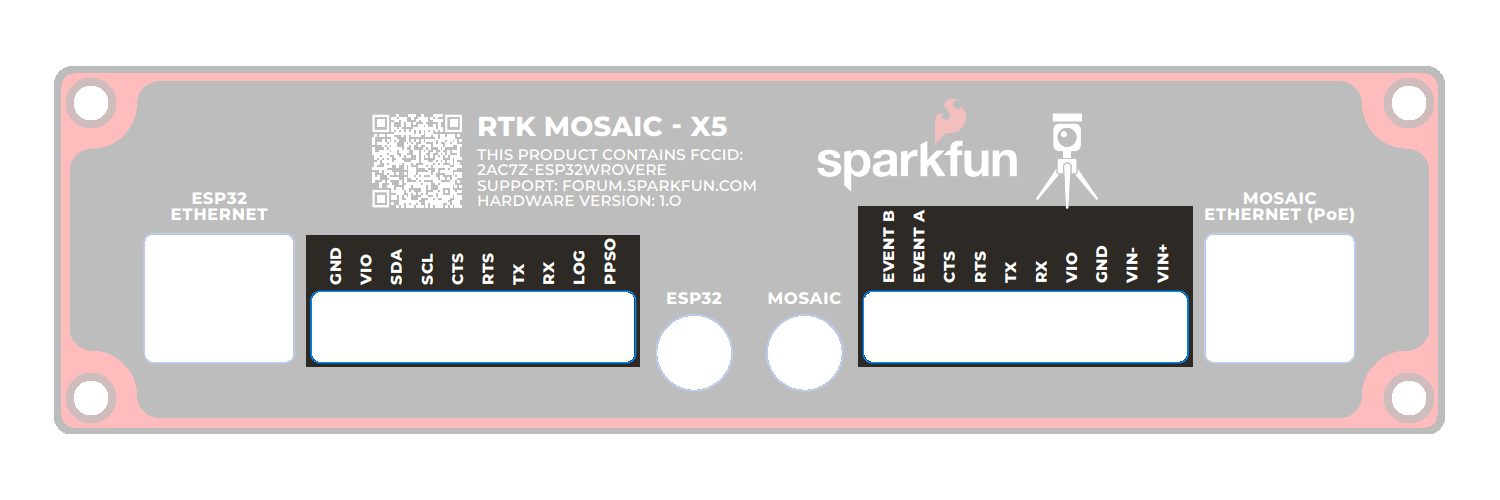 RTK MOSAIC - X5
THIS PRODUCT CONTAINS FCCID:
2AC7Z-ESP32WROVERE
SUPPORT: FORUM.SPARKFUN.COM
HARDWARE VERSION: 1.0
sparkfun
ESP32
ETHERNET
GND
VIO
SDA
SCL
CTS
RTS
TX
RX
LOG
PPSO
ESP32
MOSAIC
EVENT B
EVENT A
CTS
RTS
TX
RX
VIO
GND
VIN-
VIN+
MOSAIC
ETHERNET (PoE)